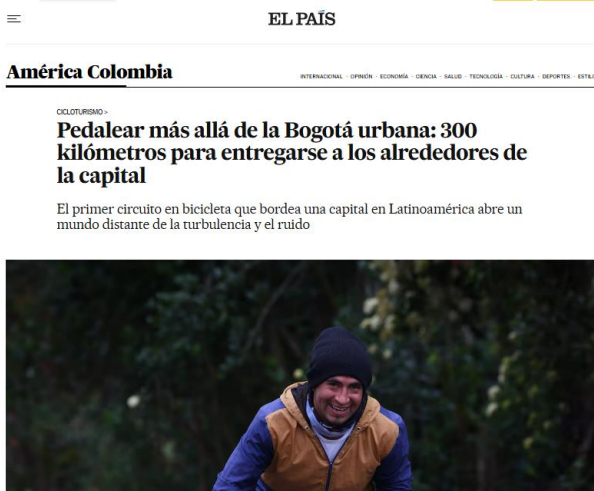 EL PAÍS
América Colombia
INTERNACIONAL · OPINIÓN · ECONOMÍA · CIENCIA · SALUD · TECNOLOGÍA · CULTURA · DEPORTES · ESTILO
CICLOTURISMO >
Pedalear más allá de la Bogotá urbana: 300
kilómetros para entregarse a los alrededores de
la capital
El primer circuito en bicicleta que bordea una capital en Latinoamérica abre un
mundo distante de la turbulencia y el ruido